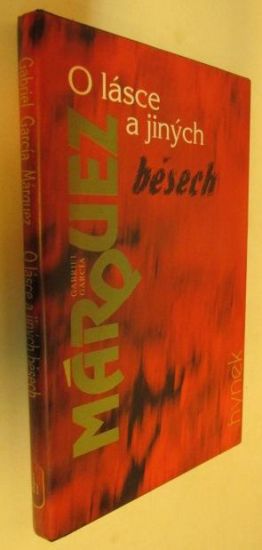 O lásce
a jiných
běsech
GABRIEL
GARCÍA
MÁRQUEZ
hynek
Gabriel García Márquez O lásce a jiných běsech
h